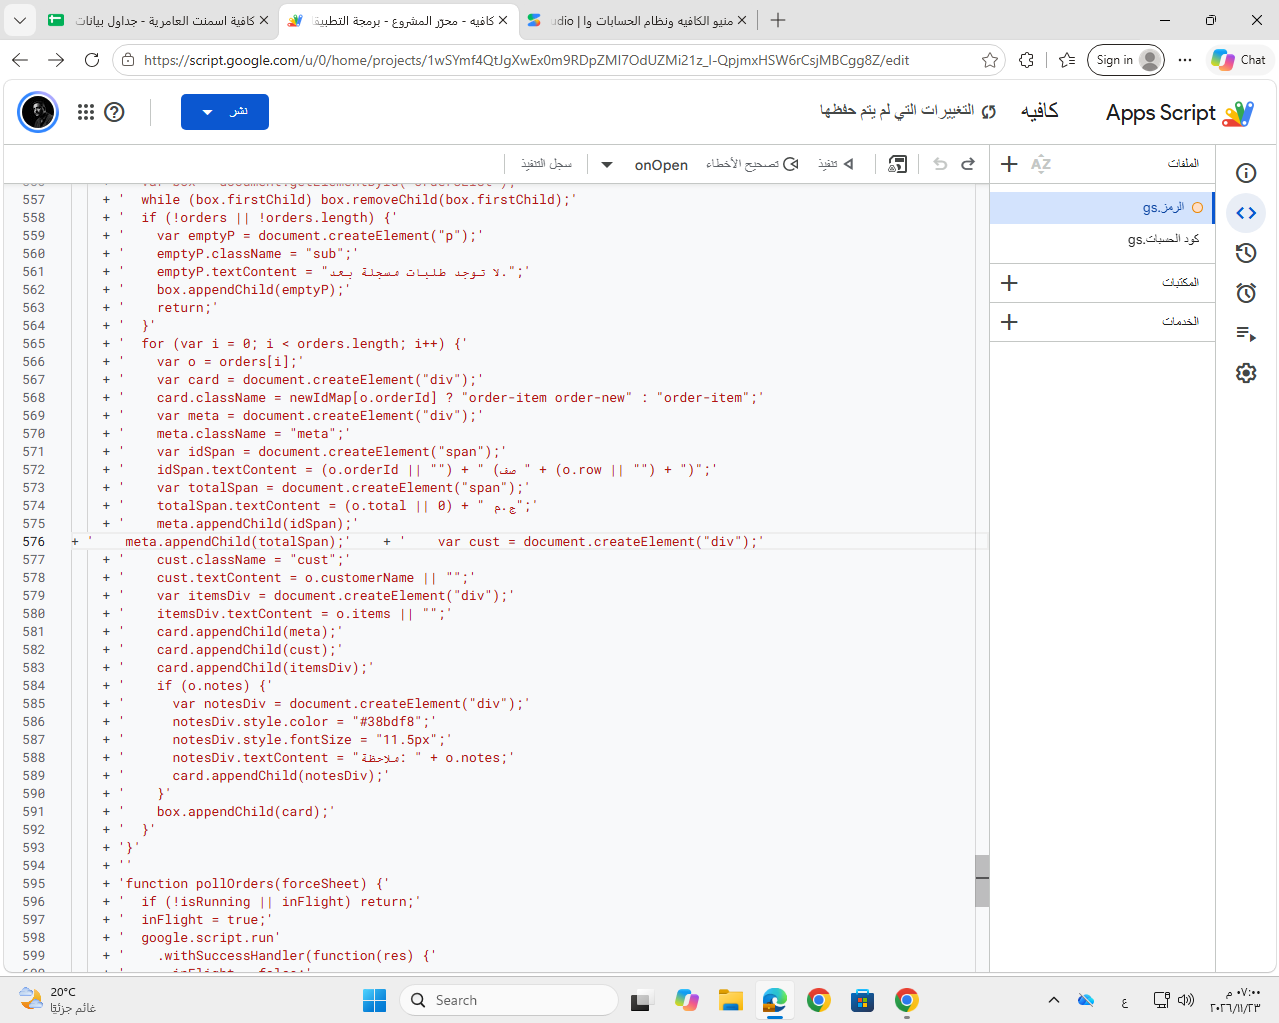 كافية اسمنت العامرية - جداول بيانات
كافيه - محرّر المشروع - برمجة التطبيقا
منيو الكافيه ونظام الحسابات وا | udio
https://script.google.com/u/0/home/projects/
Sign in
Chat
نشر
التغييرات التي لم يتم حفظها
كافيه
Apps Script
سجل التنفيذ
onOpen
تصحيح الأخطاء
تنفيذ
AZ
الملفات
الرمز.gs
كود الحسبات.gs
المكتبات
الخدمات
557 + '  while (box.firstChild) box.removeChild(box.firstChild);'
558 + '  if (!orders || !orders.length) {'
559 + '    var emptyP = document.createElement("p");'
560 + '    emptyP.className = "sub";'
561 + '    emptyP.textContent = "لا توجد طلبات مسجلة بعد.";'
562 + '    box.appendChild(emptyP);'
563 + '    return;'
564 + '  }'
565 + '  for (var i = 0; i < orders.length; i++) {'
566 + '    var o = orders[i];'
567 + '    var card = document.createElement("div");'
568 + '    card.className = newIdMap[o.orderId] ? "order-item order-new" : "order-item";'
569 + '    var meta = document.createElement("div");'
570 + '    meta.className = "meta";'
571 + '    var idSpan = document.createElement("span");'
572 + '    idSpan.textContent = (o.orderId || "") + " (صف " + (o.row || "") + ")";'
573 + '    var totalSpan = document.createElement("span");'
574 + '    totalSpan.textContent = (o.total || 0) + " ج.م";'
575 + '    meta.appendChild(idSpan);'
576 + '    meta.appendChild(totalSpan);'    + '    var cust = document.createElement("div");'
577 + '    cust.className = "cust";'
578 + '    cust.textContent = o.customerName || "";'
579 + '    var itemsDiv = document.createElement("div");'
580 + '    itemsDiv.textContent = o.items || "";'
581 + '    card.appendChild(meta);'
582 + '    card.appendChild(cust);'
583 + '    card.appendChild(itemsDiv);'
584 + '    if (o.notes) {'
585 + '      var notesDiv = document.createElement("div");'
586 + '      notesDiv.style.color = "#38bdf8";'
587 + '      notesDiv.style.fontSize = "11.5px";'
588 + '      notesDiv.textContent = "ملاحظة: " + o.notes;'
589 + '      card.appendChild(notesDiv);'
590 + '    }'
591 + '    box.appendChild(card);'
592 + '  }'
593 + '}'
594 + ''
595 + 'function pollOrders(forceSheet) {'
596 + '  if (!isRunning || inFlight) return;'
597 + '  inFlight = true;'
598 + '  google.script.run'
599 + '    .withSuccessHandler(function(res) {'
20°C
غائم جزئيًا
Search
ع
٠٧:٠٠ م
٢٠٢٦/١١/٢٣